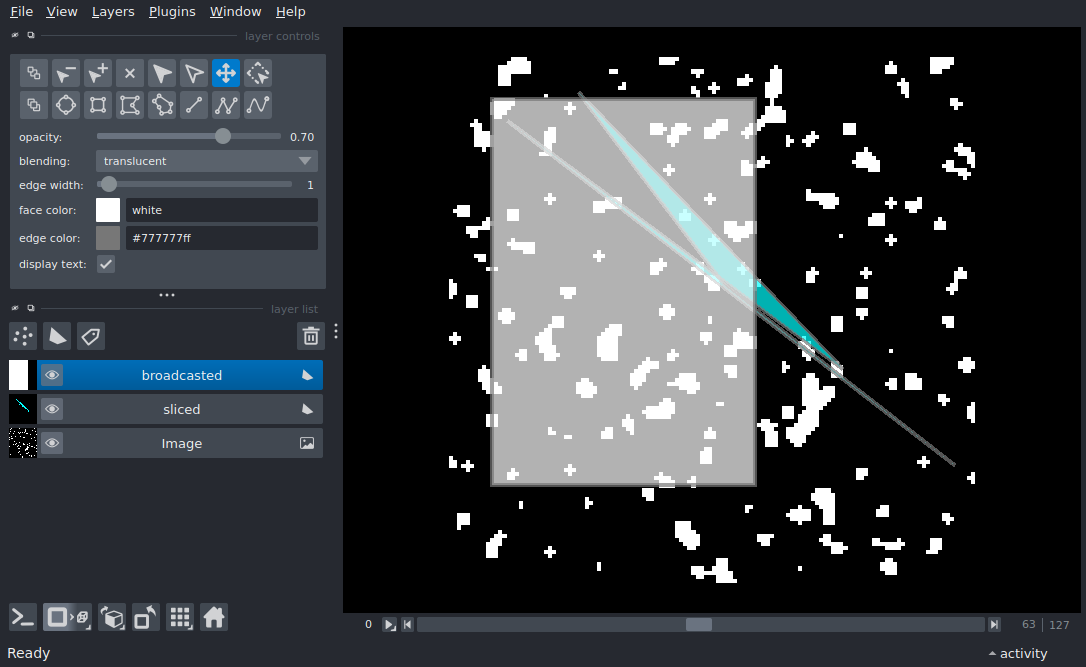 File View Layers Plugins Window Help
layer controls
opacity: 0.70
blending: translucent
edge width: 1
face color: white
edge color: #777777ff
display text:
layer list
broadcasted
sliced
Image
0 63 127
Ready activity